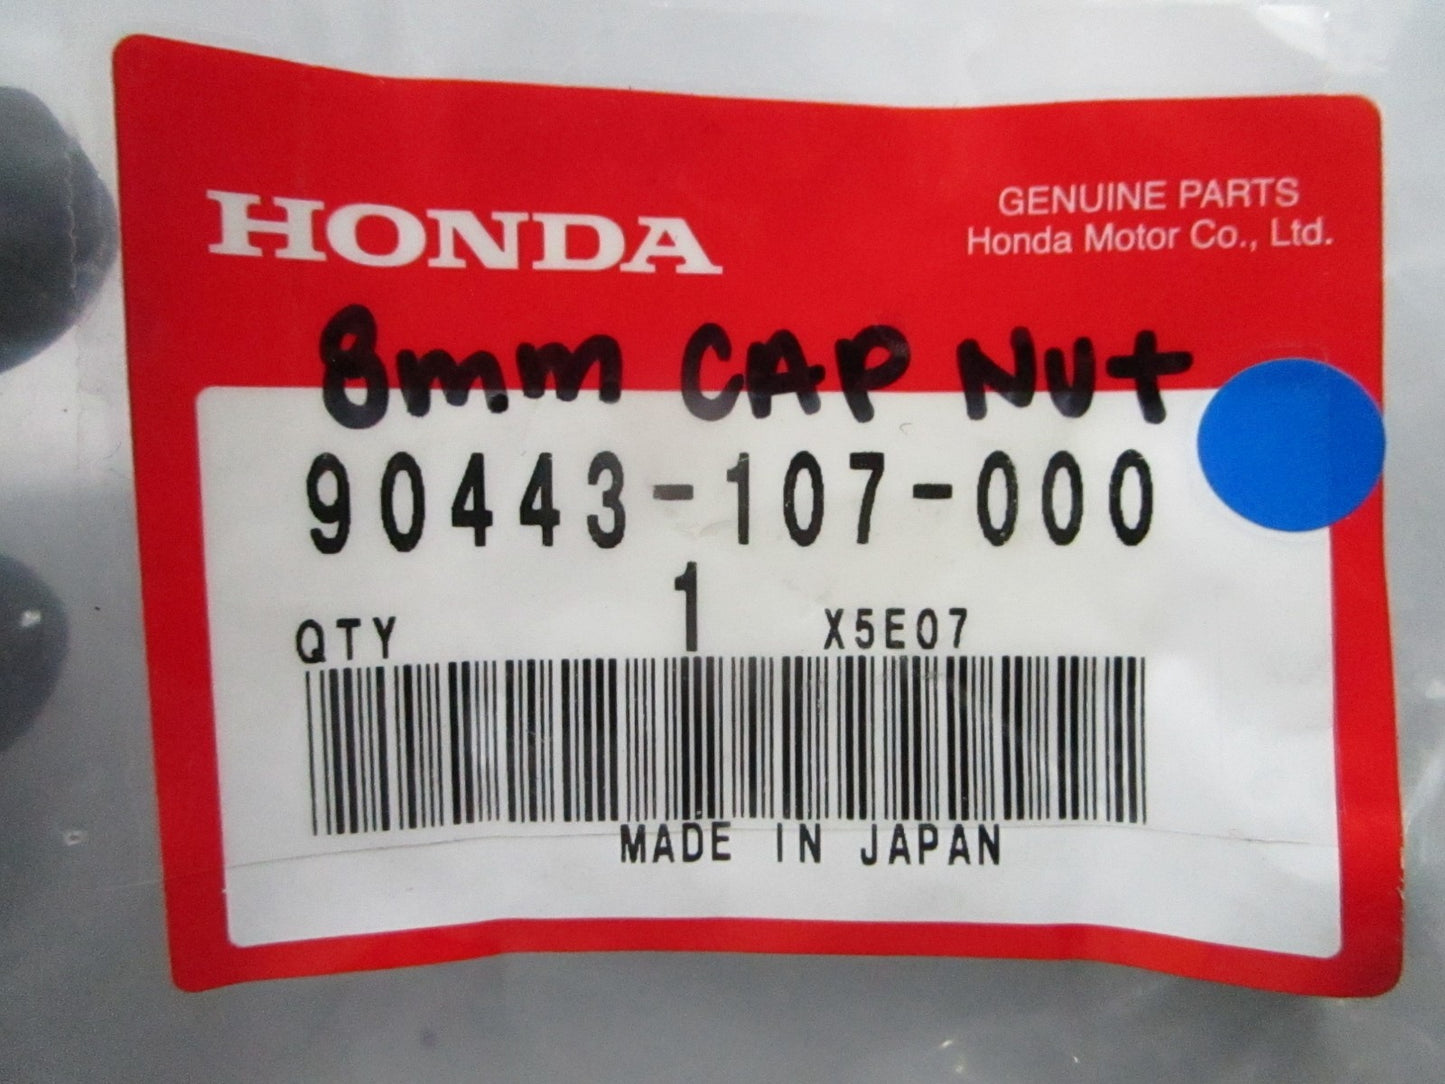 HONDA
GENUINE PARTS
Honda Motor Co., Ltd.
8mm CAP Nut
90443-107-000
QTY 1 X5E07
MADE IN JAPAN